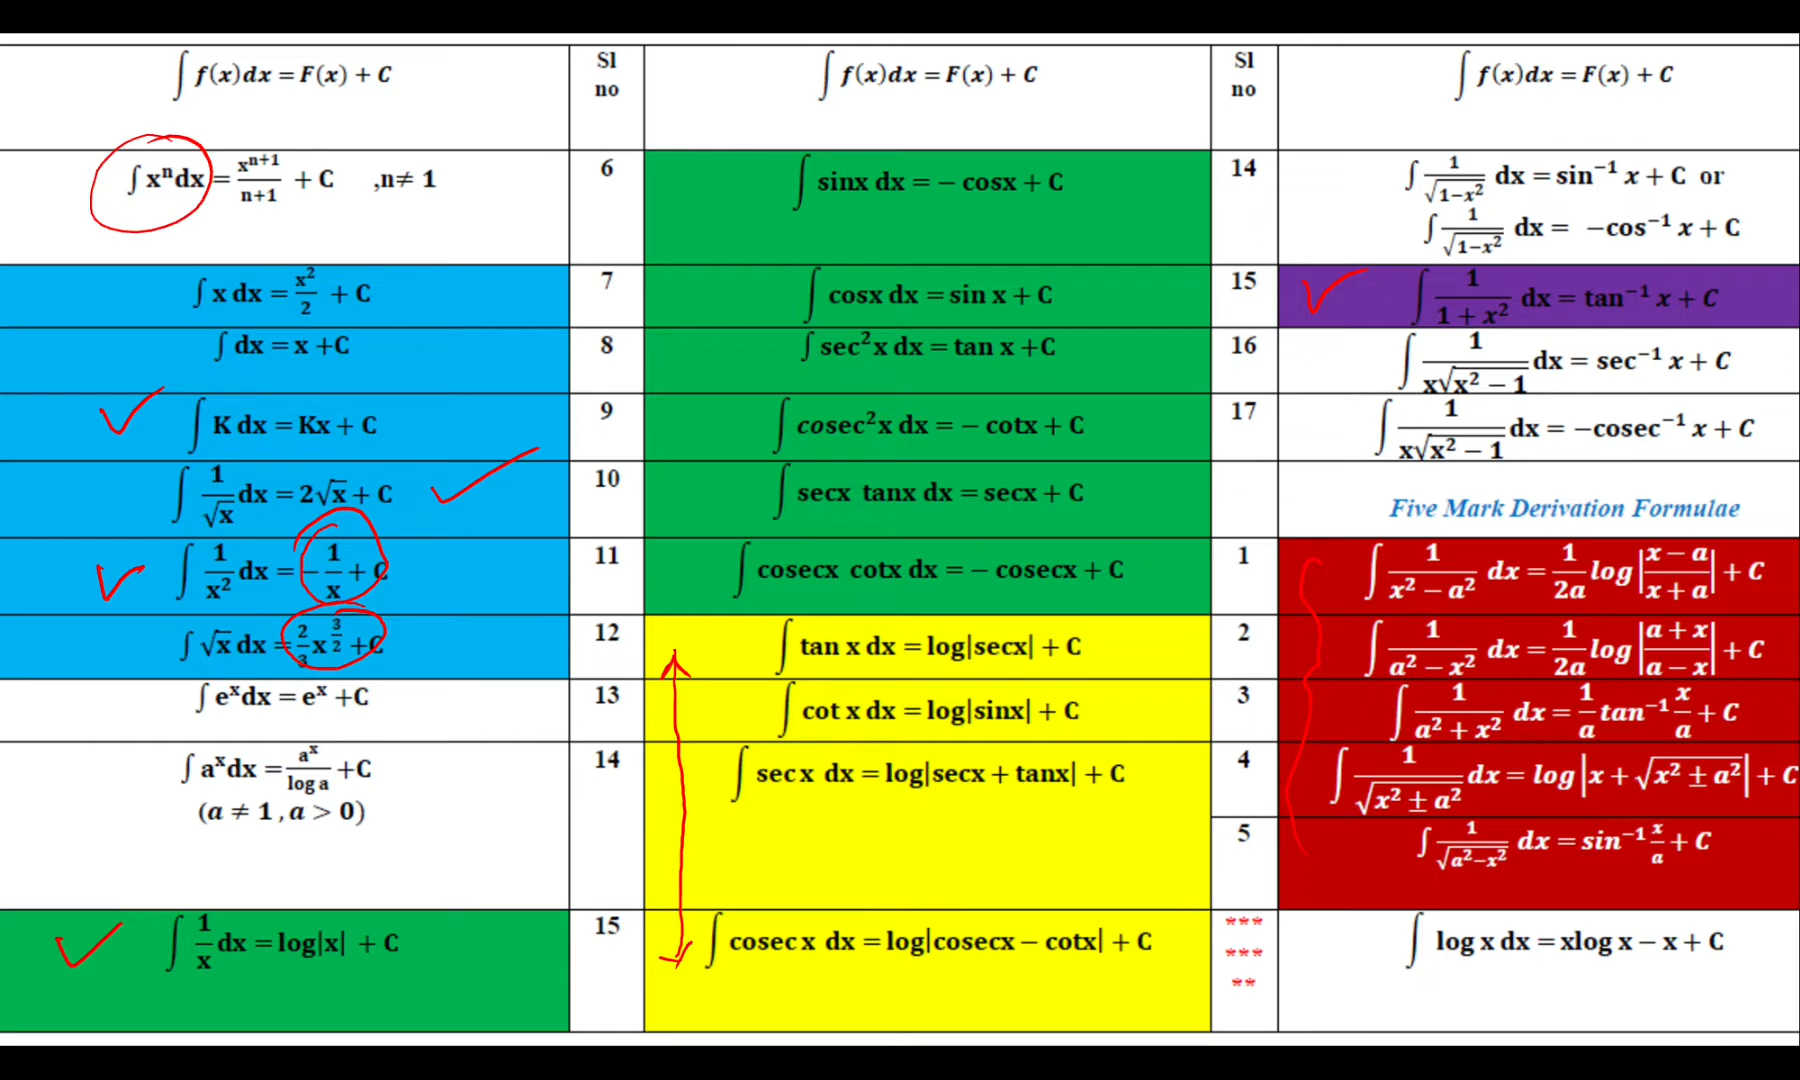 ∫ f(x)dx = F(x) + C
∫ xⁿdx = xⁿ⁺¹/n+1 + C ,n≠ 1
∫ x dx = x²/2 + C
∫ dx = x +C
∫ K dx = Kx + C
∫ 1/√x dx = 2√x + C
∫ 1/x² dx = −1/x + C
∫ √x dx = 2/3 x^3/2 + C
∫ eˣdx = eˣ +C
∫ aˣdx = aˣ/log a +C
(a ≠ 1 , a > 0)
∫ 1/x dx = log|x| + C
Sl
no
∫ f(x)dx = F(x) + C
6 ∫ sinx dx = − cosx + C
7 ∫ cosx dx = sin x + C
8 ∫ sec²x dx = tan x +C
9 ∫ cosec²x dx = − cotx + C
10 ∫ secx tanx dx = secx + C
11 ∫ cosecx cotx dx = − cosecx + C
12 ∫ tan x dx = log|secx| + C
13 ∫ cot x dx = log|sinx| + C
14 ∫ sec x dx = log|secx + tanx| + C
15 ∫ cosec x dx = log|cosecx − cotx| + C
Sl
no
∫ f(x)dx = F(x) + C
14 ∫ 1/√1−x² dx = sin⁻¹ x + C or
∫ 1/√1−x² dx = −cos⁻¹ x + C
15 ∫ 1/1 + x² dx = tan⁻¹ x + C
16 ∫ 1/x√x² − 1 dx = sec⁻¹ x + C
17 ∫ 1/x√x² − 1 dx = −cosec⁻¹ x + C
Five Mark Derivation Formulae
1 ∫ 1/x² − a² dx = 1/2a log |x − a/x + a| + C
2 ∫ 1/a² − x² dx = 1/2a log |a + x/a − x| + C
3 ∫ 1/a² + x² dx = 1/a tan⁻¹ x/a + C
4 ∫ 1/√x² ± a² dx = log |x + √x² ± a²| + C
5 ∫ 1/√a²−x² dx = sin⁻¹ x/a + C
*** ∫ log x dx = xlog x − x + C
***
**